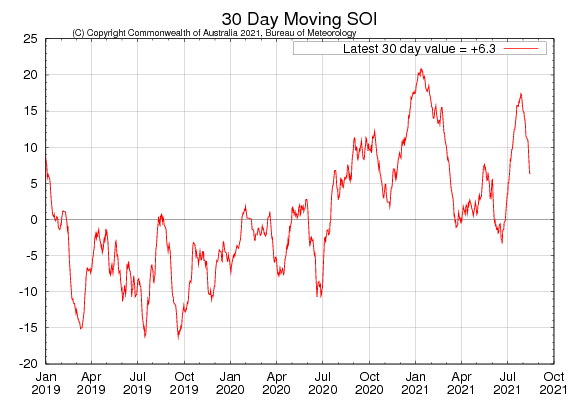 30 Day Moving SOI
(C) Copyright Commonwealth of Australia 2021, Bureau of Meteorology
Latest 30 day value = +6.3
25
20
15
10
5
0
-5
-10
-15
-20
Jan Apr Jul Oct Jan Apr Jul Oct Jan Apr Jul Oct
2019 2019 2019 2019 2020 2020 2020 2020 2021 2021 2021 2021